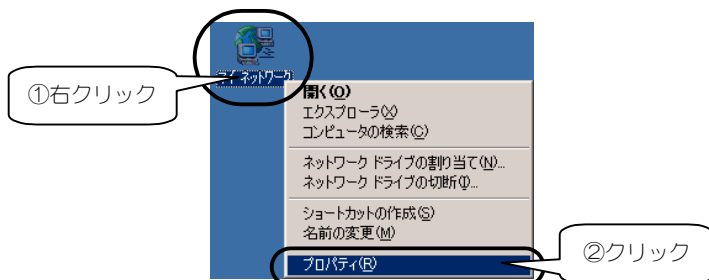 マイ ネットワーク
①右クリック
開く(O)
エクスプローラ(X)
コンピュータの検索(C)
ネットワーク ドライブの割り当て(N)...
ネットワーク ドライブの切断(I)...
ショートカットの作成(S)
名前の変更(M)
プロパティ(R)
②クリック